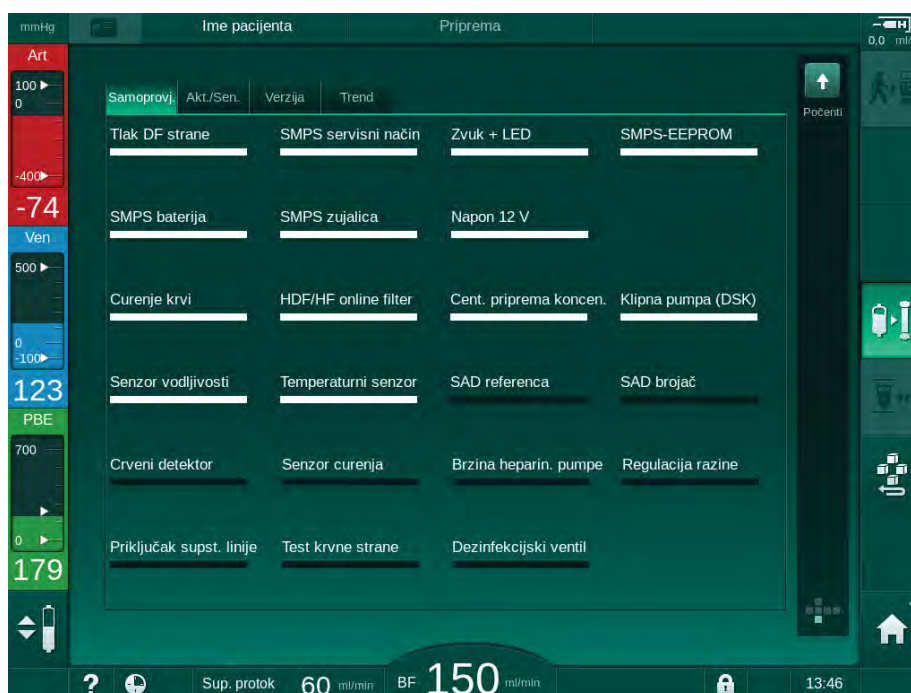 mmHg
Ime pacijenta
Priprema
0,0 ml/
Art
100
0
-400
-74
Ven
500
0
-100
123
PBE
700
0
179
Samoprovj.
Akt./Sen.
Verzija
Trend
Počenti
Tlak DF strane
SMPS servisni način
Zvuk + LED
SMPS-EEPROM
SMPS baterija
SMPS zujalica
Napon 12 V
Curenje krvi
HDF/HF online filter
Cent. priprema koncen.
Klipna pumpa (DSK)
Senzor vodljivosti
Temperaturni senzor
SAD referenca
SAD brojač
Crveni detektor
Senzor curenja
Brzina heparin. pumpe
Regulacija razine
Priključak supst. linije
Test krvne strane
Dezinfekcijski ventil
?
Sup. protok 60 ml/min
BF 150 ml/min
13:46